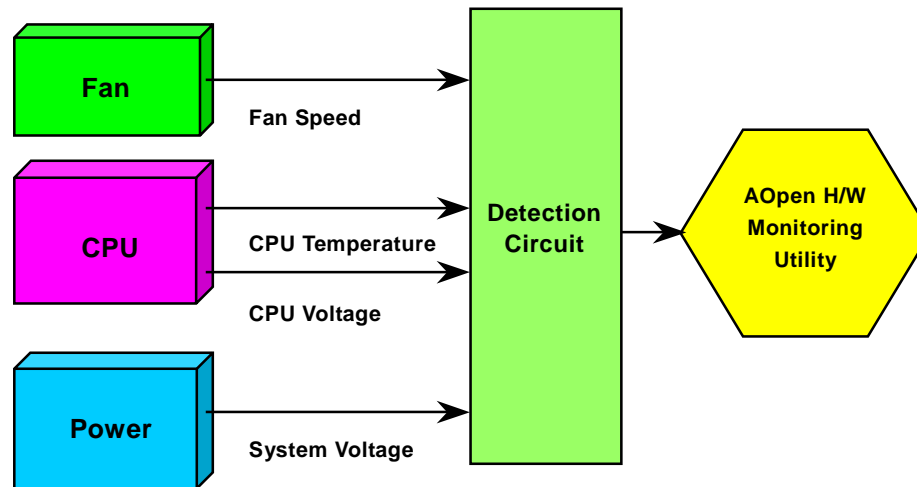 Fan
Fan Speed
CPU
CPU Temperature
CPU Voltage
Power
System Voltage
Detection
Circuit
AOpen H/W
Monitoring
Utility